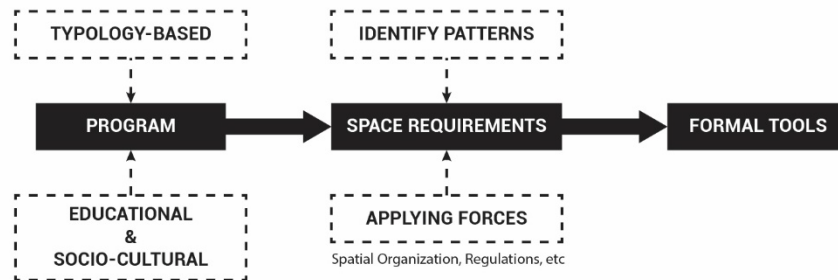 TYPOLOGY-BASED
IDENTIFY PATTERNS
PROGRAM
SPACE REQUIREMENTS
FORMAL TOOLS
EDUCATIONAL
&
SOCIO-CULTURAL
APPLYING FORCES
Spatial Organization, Regulations, etc